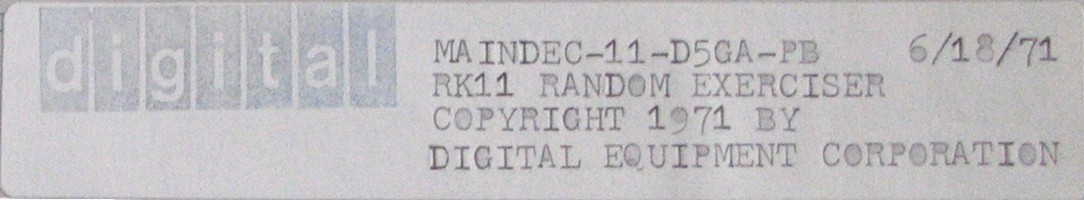 digital
MAINDEC-11-D5GA-PB 6/18/71
RK11 RANDOM EXERCISER
COPYRIGHT 1971 BY
DIGITAL EQUIPMENT CORPORATION